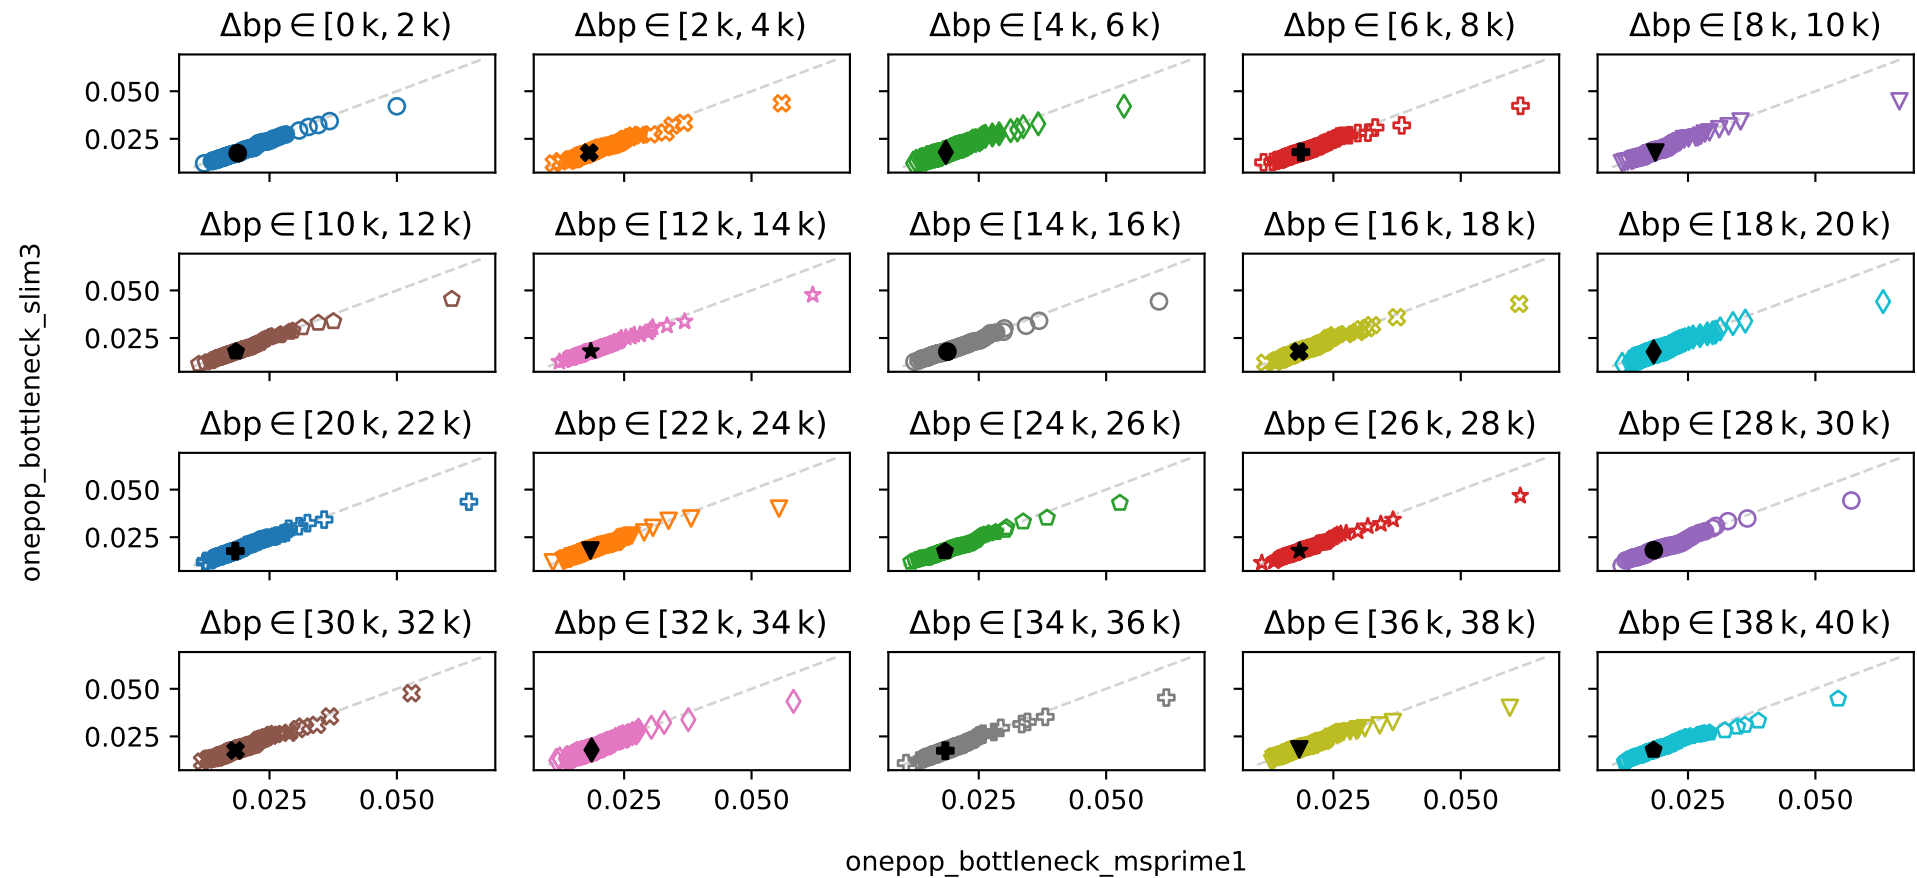 Δbp ∈ [0 k, 2 k) Δbp ∈ [2 k, 4 k) Δbp ∈ [4 k, 6 k) Δbp ∈ [6 k, 8 k) Δbp ∈ [8 k, 10 k)
0.050
0.025
Δbp ∈ [10 k, 12 k) Δbp ∈ [12 k, 14 k) Δbp ∈ [14 k, 16 k) Δbp ∈ [16 k, 18 k) Δbp ∈ [18 k, 20 k)
0.050
0.025
onepop_bottleneck_slim3
Δbp ∈ [20 k, 22 k) Δbp ∈ [22 k, 24 k) Δbp ∈ [24 k, 26 k) Δbp ∈ [26 k, 28 k) Δbp ∈ [28 k, 30 k)
0.050
0.025
Δbp ∈ [30 k, 32 k) Δbp ∈ [32 k, 34 k) Δbp ∈ [34 k, 36 k) Δbp ∈ [36 k, 38 k) Δbp ∈ [38 k, 40 k)
0.050
0.025
0.025 0.050 0.025 0.050 0.025 0.050 0.025 0.050 0.025 0.050
onepop_bottleneck_msprime1